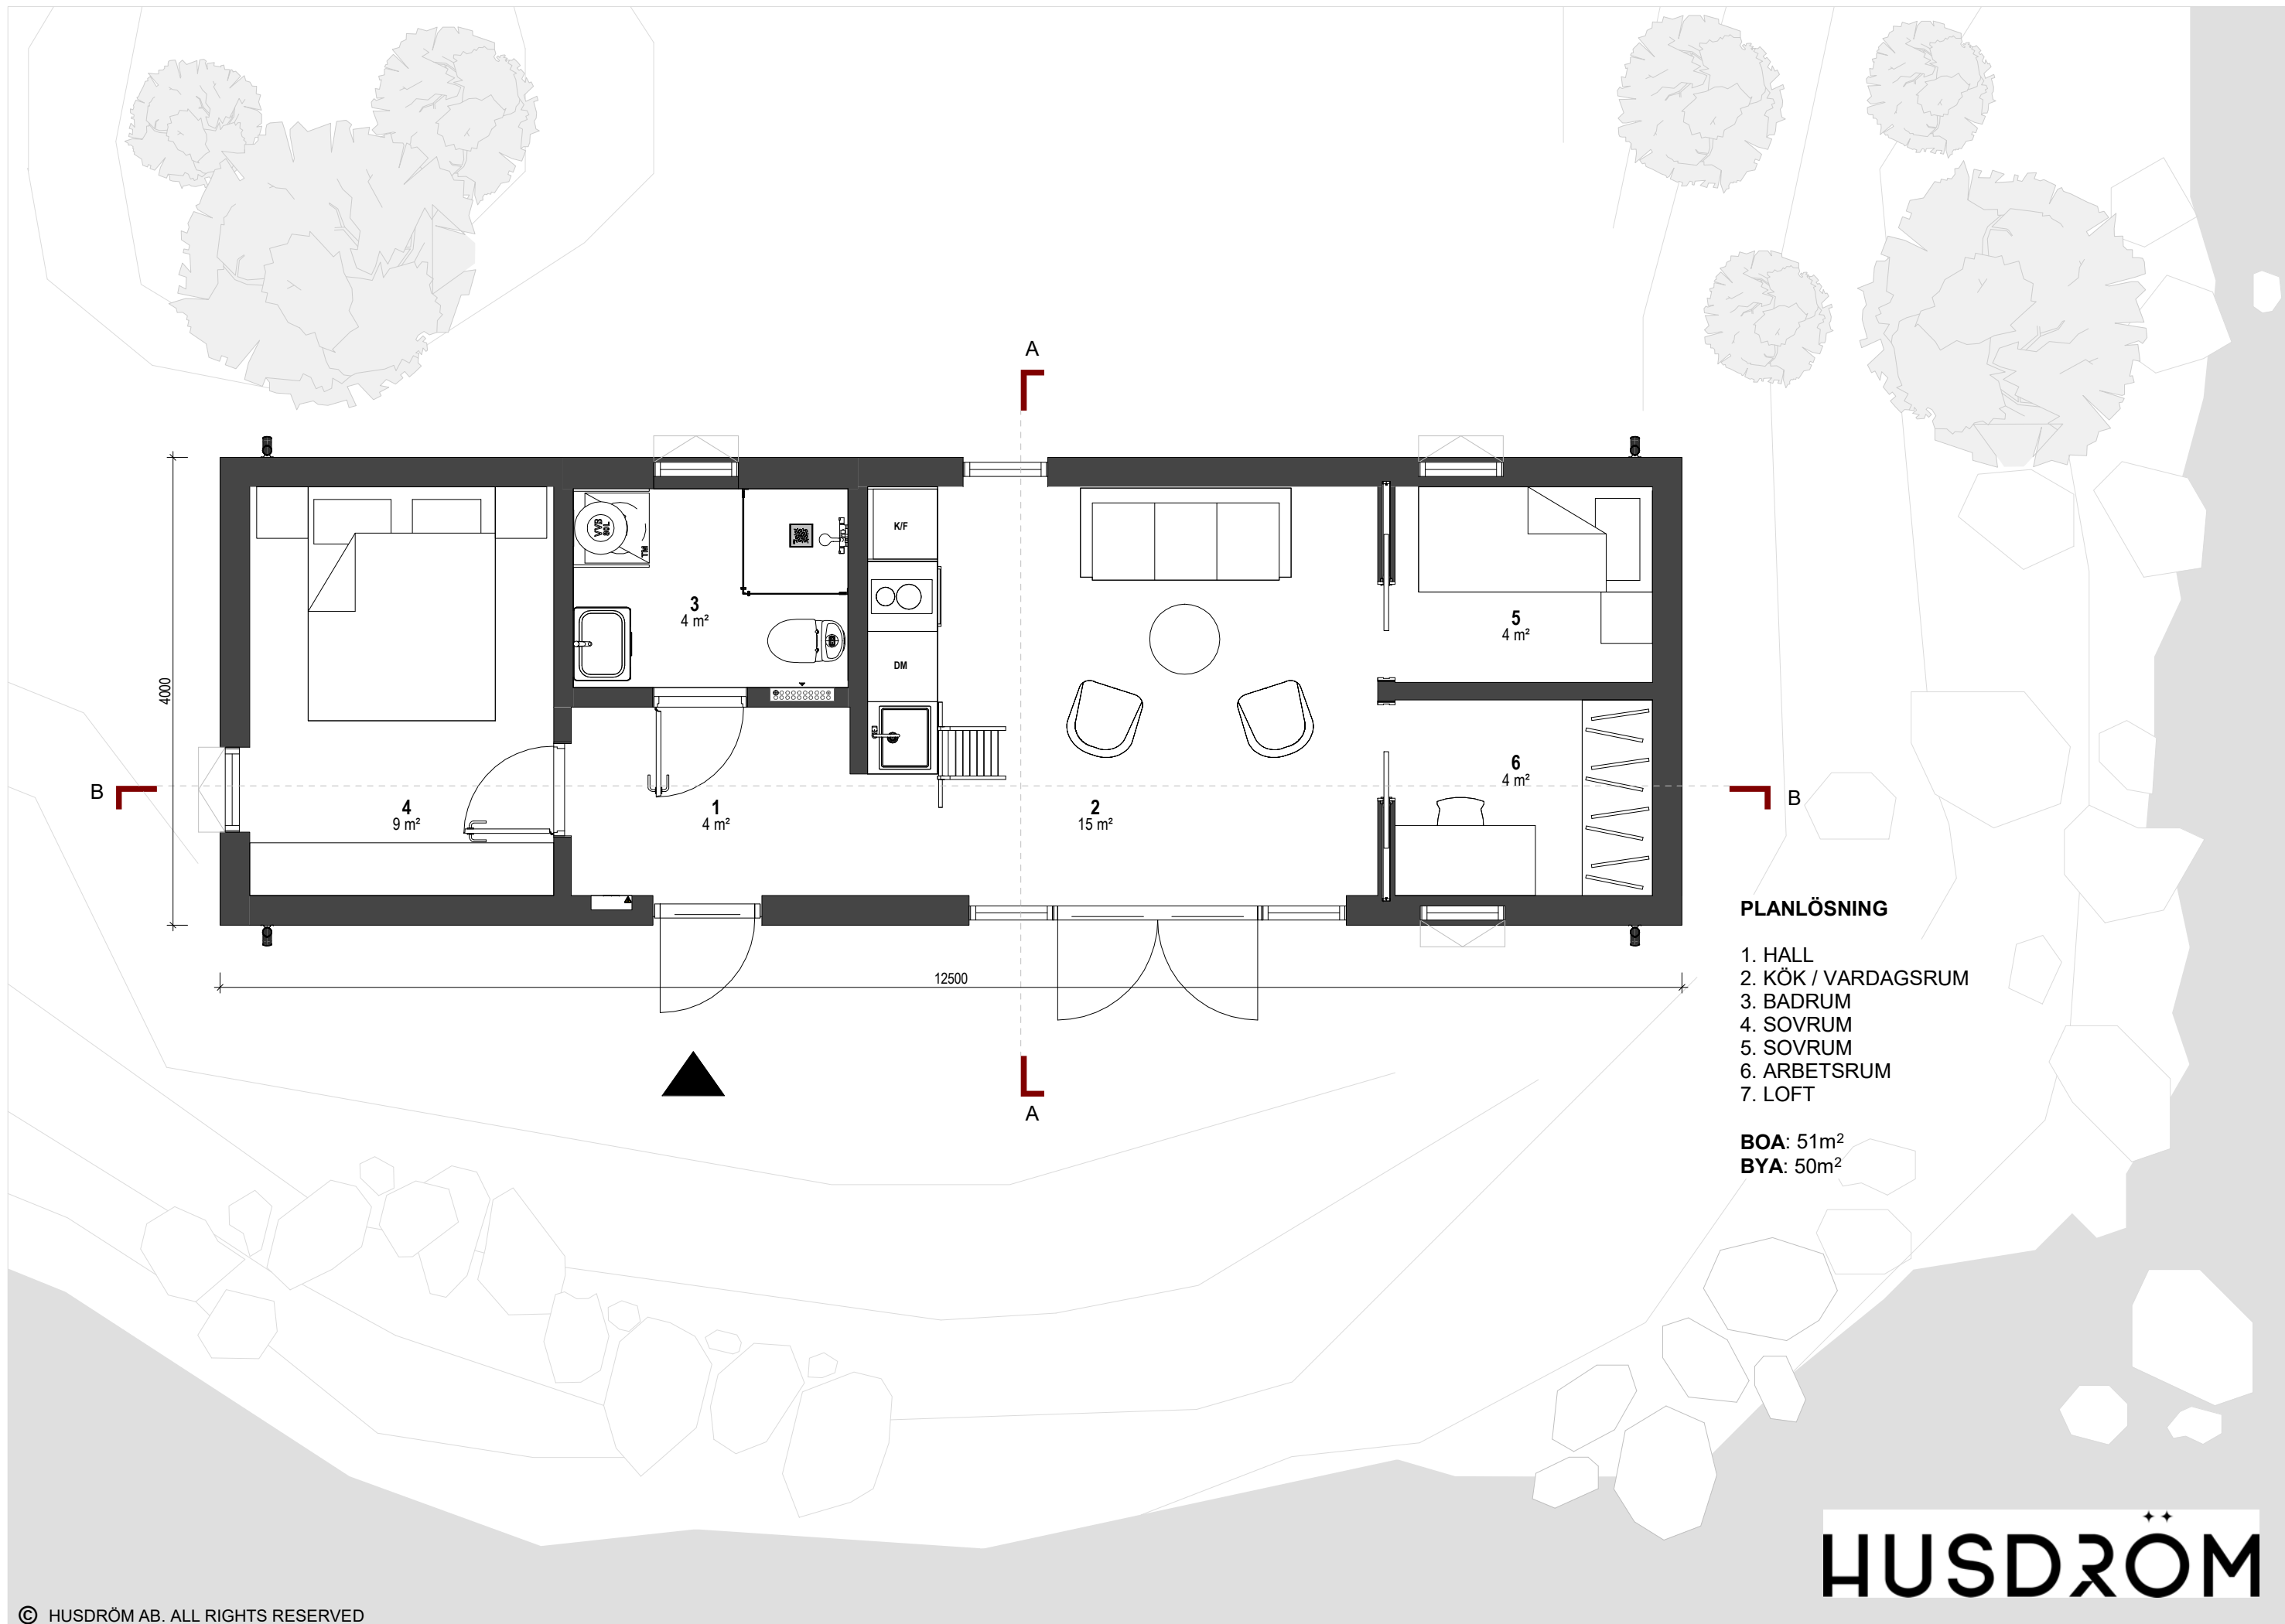 A
K/F
VVB
80L
TM
3
4 m²
5
4 m²
DM
4000
6
4 m²
B
B
4
9 m²
1
4 m²
2
15 m²
PLANLÖSNING
1. HALL
2. KÖK / VARDAGSRUM
3. BADRUM
4. SOVRUM
5. SOVRUM
6. ARBETSRUM
7. LOFT
BOA: 51m²
BYA: 50m²
12500
A
HUSDRÖM
© HUSDRÖM AB. ALL RIGHTS RESERVED